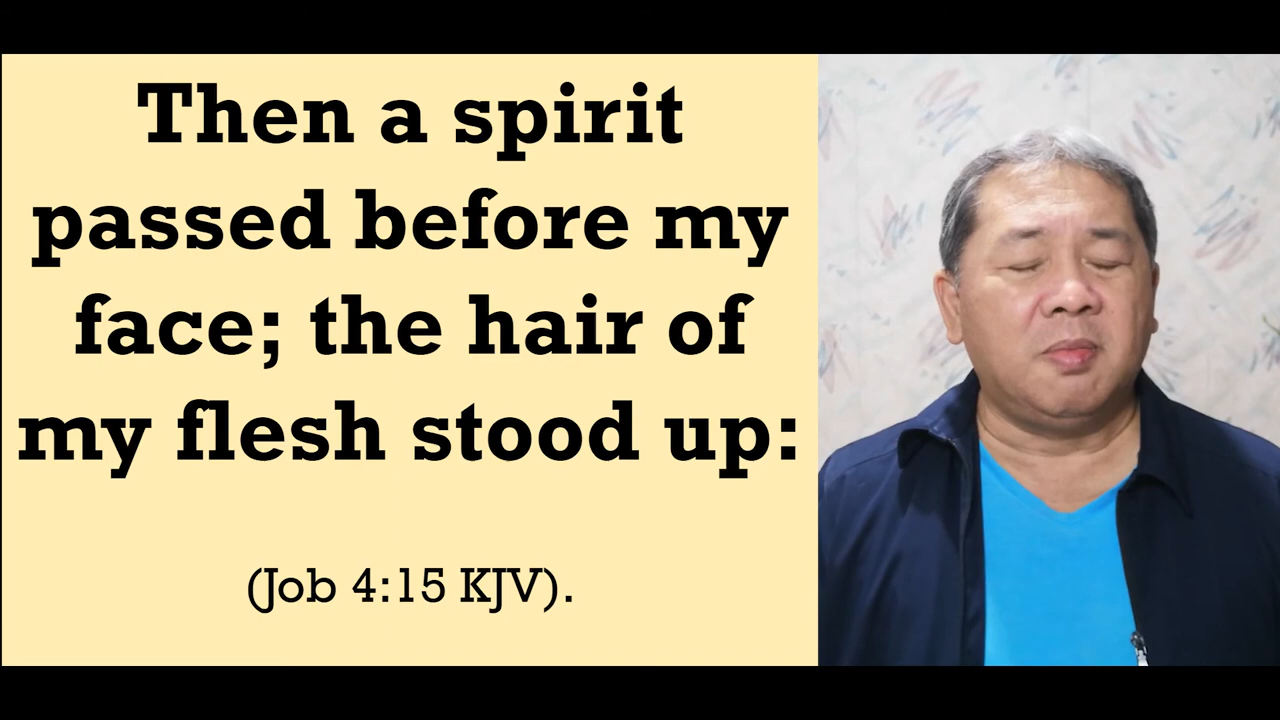 Then a spirit
passed before my
face; the hair of
my flesh stood up:
(Job 4:15 KJV).